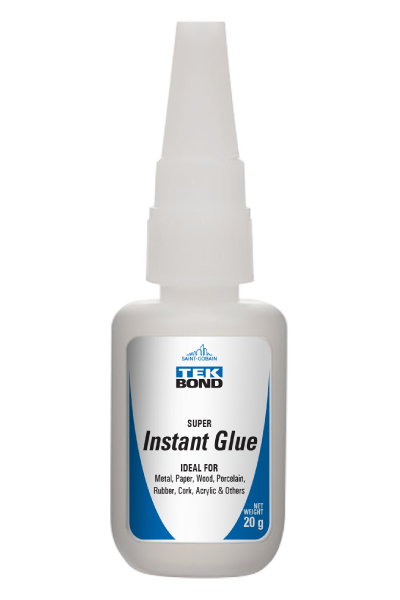 SAINT-GOBAIN
TEK
BOND
SUPER
Instant Glue
IDEAL FOR
Metal, Paper, Wood, Porcelain,
Rubber, Cork, Acrylic & Others
NET
WEIGHT
20 g